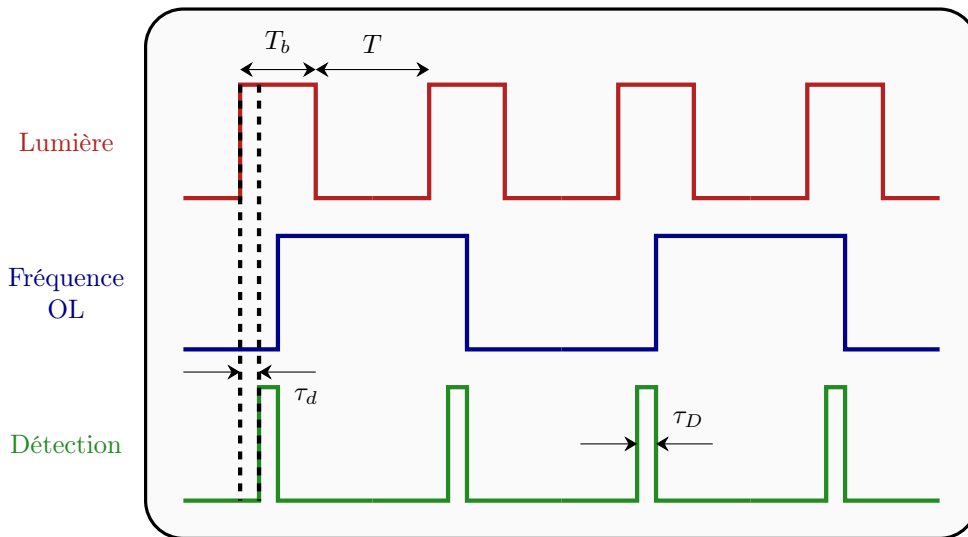 T_b
T
Lumière
Fréquence
OL
τ_d
τ_D
Détection